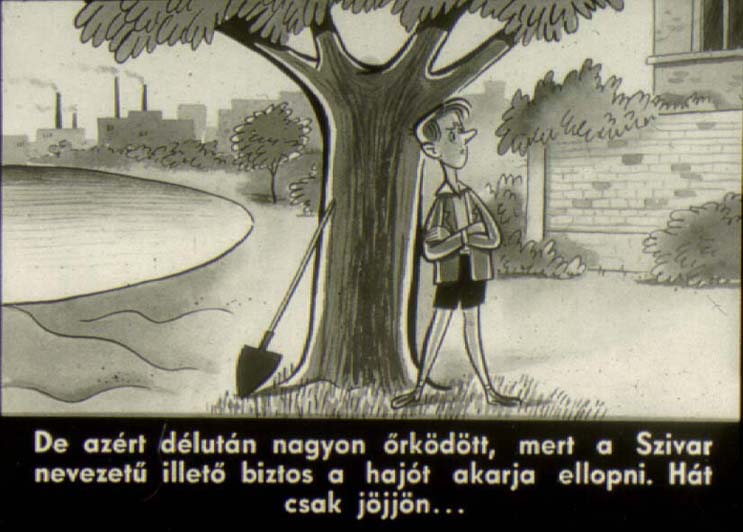 De azért délután nagyon őrködött, mert a Szivar
nevezetű illető biztos a hajót akarja ellopni. Hát
csak jöjjön...